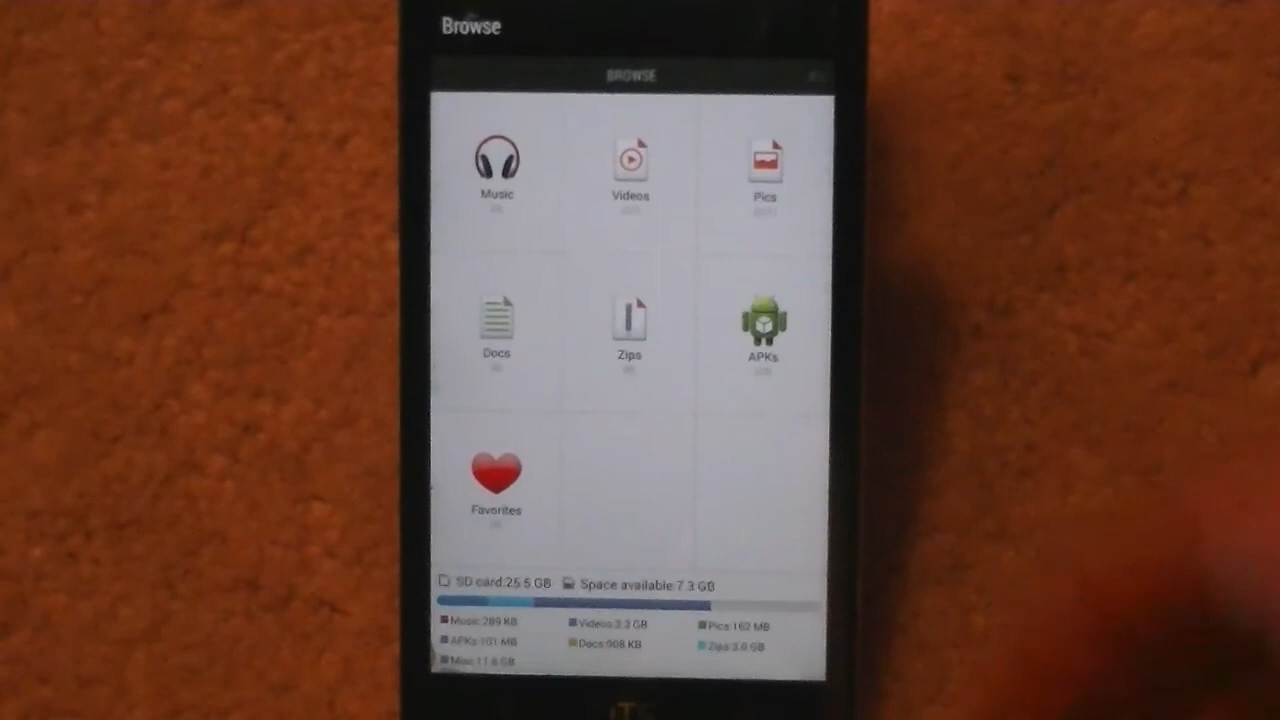 Browse
BROWSE
Music Videos Pics
Docs Zips APKs
Favorites
SD card:25.5 GB Space available:7.3 GB
Music:289 KB Videos:3.3 GB Pics:162 MB
APKs:101 MB Docs:908 KB Zips:3.0 GB
Misc:11.6 GB